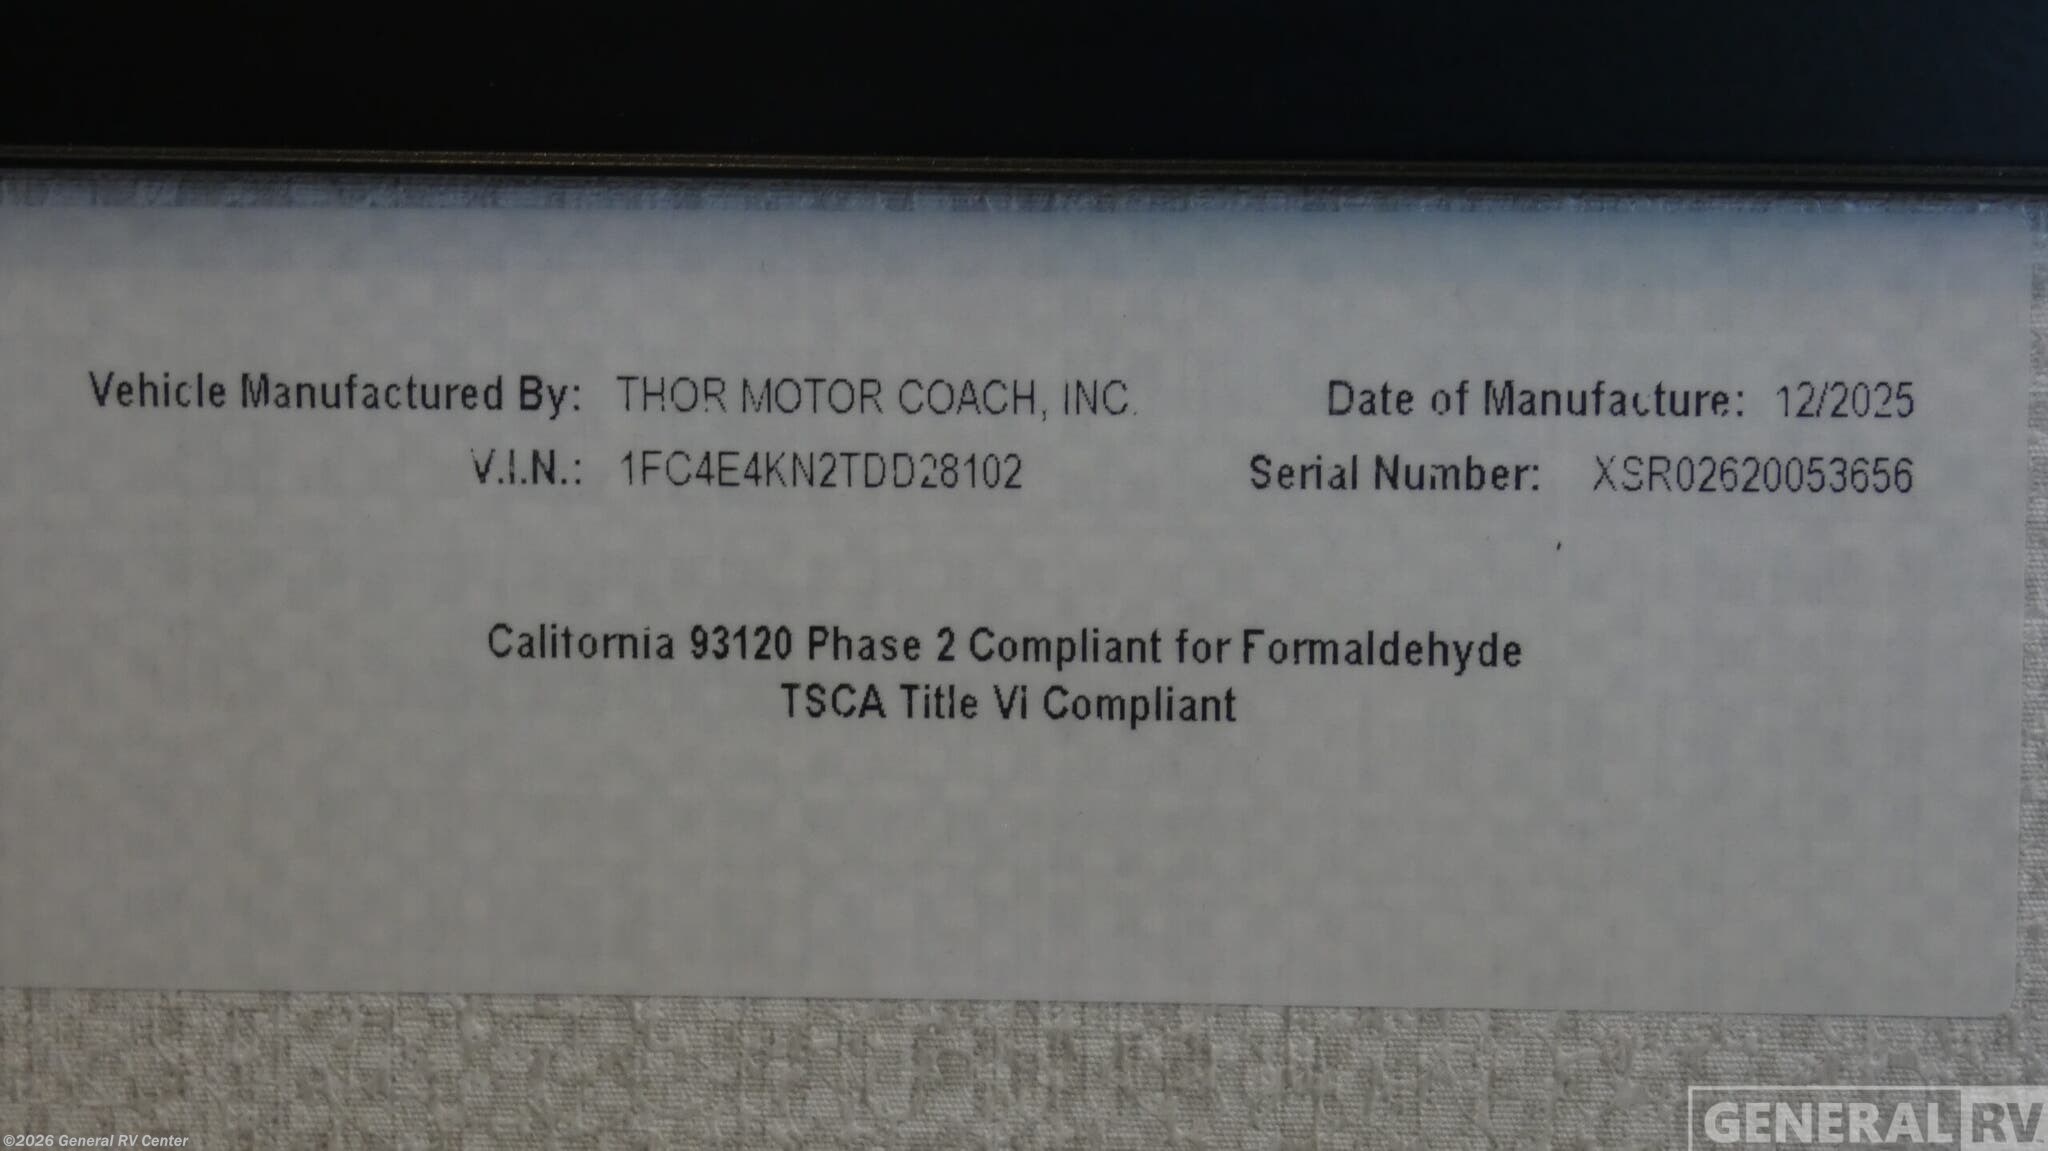 Vehicle Manufactured By: THOR MOTOR COACH, INC. Date of Manufacture: 12/2025
V.I.N.: 1FC4E4KN2TDD28102 Serial Number: XSR02620053656
California 93120 Phase 2 Compliant for Formaldehyde
TSCA Title VI Compliant
GENERAL RV
©2026 General RV Center